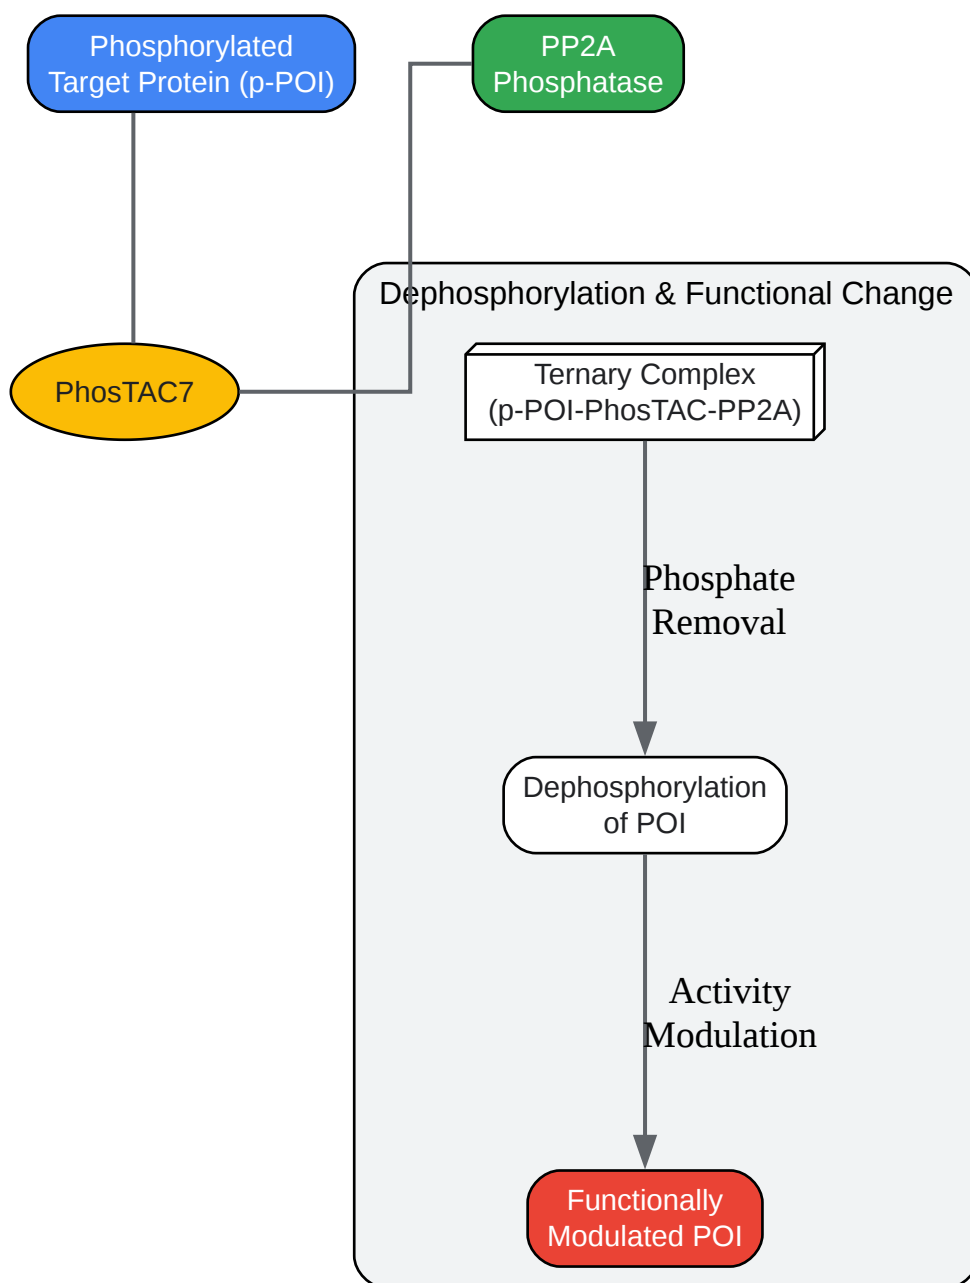 Phosphorylated
Target Protein (p-POI)
PP2A
Phosphatase
Dephosphorylation & Functional Change
PhosTAC7
Ternary Complex
(p-POI-PhosTAC-PP2A)
Phosphate
Removal
Dephosphorylation
of POI
Activity
Modulation
Functionally
Modulated POI